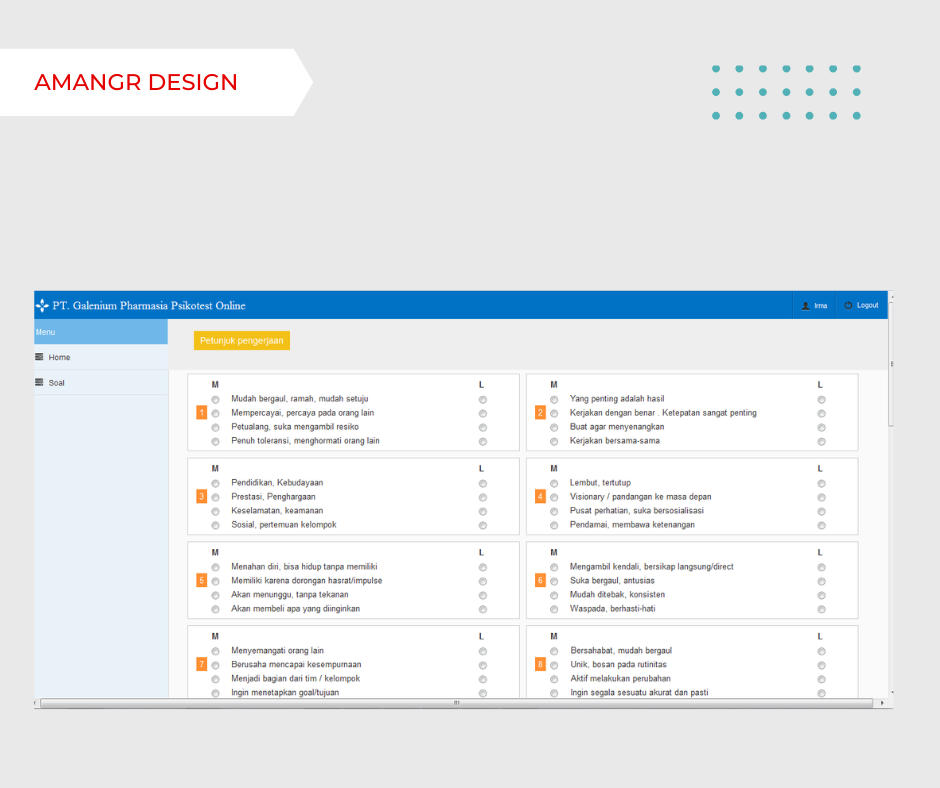 AMANGR DESIGN
PT. Galenium Pharmasia Psikotest Online
Irma
Logout
Menu
Home
Soal
Petunjuk pengerjaan
M L
Mudah bergaul, ramah, mudah setuju
1 Mempercayai, percaya pada orang lain
Petualang, suka mengambil resiko
Penuh toleransi, menghormati orang lain
M L
Yang penting adalah hasil
2 Kerjakan dengan benar . Ketepatan sangat penting
Buat agar menyenangkan
Kerjakan bersama-sama
M L
Pendidikan, Kebudayaan
3 Prestasi, Penghargaan
Keselamatan, keamanan
Sosial, pertemuan kelompok
M L
Lembut, tertutup
4 Visionary / pandangan ke masa depan
Pusat perhatian, suka bersosialisasi
Pendamai, membawa ketenangan
M L
Menahan diri, bisa hidup tanpa memiliki
5 Memiliki karena dorongan hasrat/impulse
Akan menunggu, tanpa tekanan
Akan membeli apa yang diinginkan
M L
Mengambil kendali, bersikap langsung/direct
6 Suka bergaul, antusias
Mudah ditebak, konsisten
Waspada, berhasti-hati
M L
Menyemangati orang lain
7 Berusaha mencapai kesempurnaan
Menjadi bagian dari tim / kelompok
Ingin menetapkan goal/tujuan
M L
Bersahabat, mudah bergaul
8 Unik, bosan pada rutinitas
Aktif melakukan perubahan
Ingin segala sesuatu akurat dan pasti